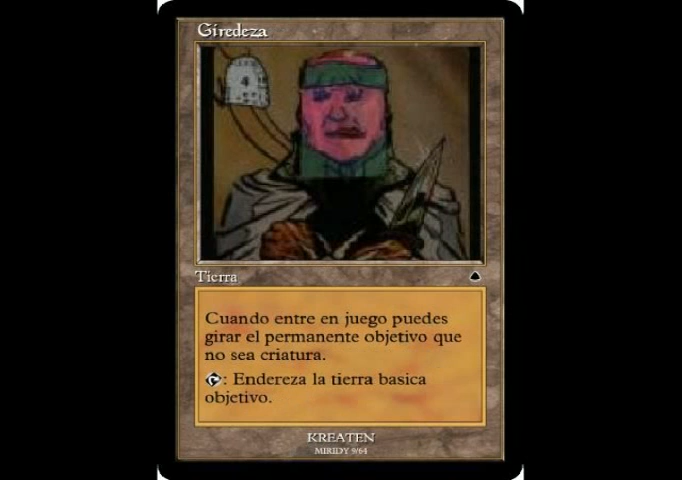 Giredeza
4
Tierra
Cuando entre en juego puedes
girar el permanente objetivo que
no sea criatura.
: Endereza la tierra basica
objetivo.
KREATEN
MIRIDY 9/64